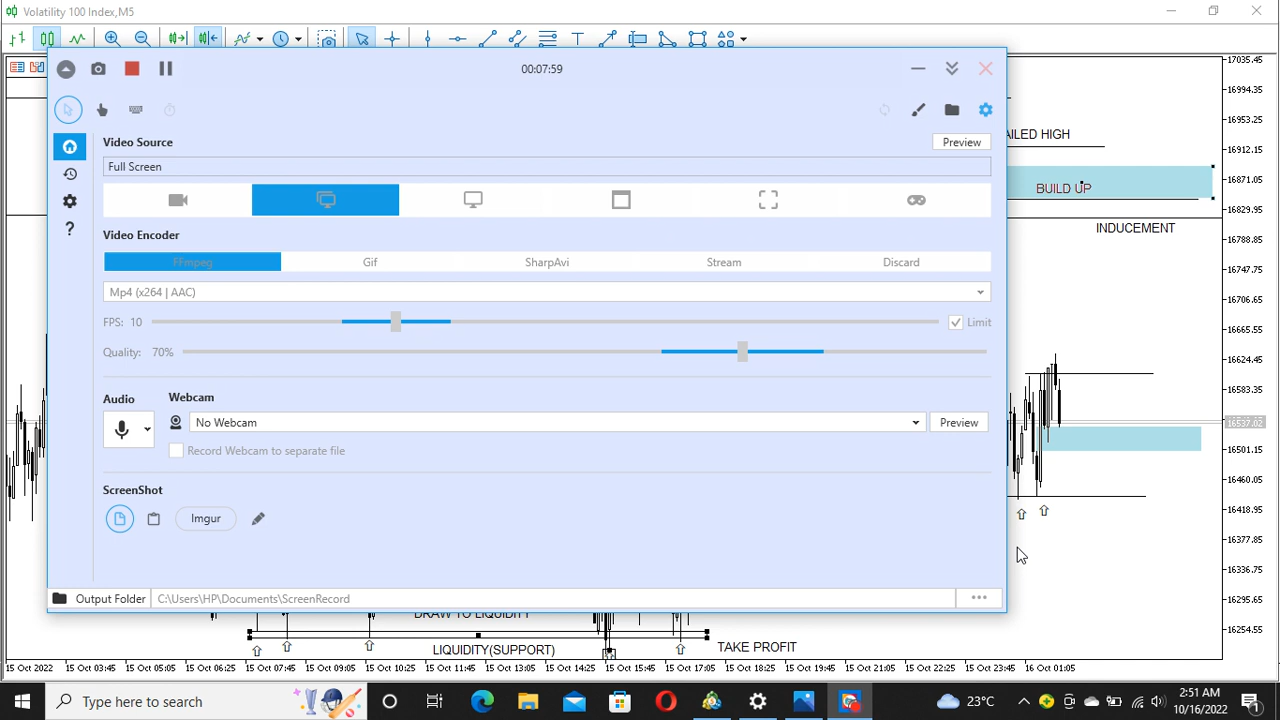 Volatility 100 Index,M5
00:07:59
Video Source
Preview
Full Screen
Video Encoder
FFmpeg
Gif
SharpAvi
Stream
Discard
Mp4 (x264 | AAC)
FPS: 10
Limit
Quality: 70%
Audio
Webcam
No Webcam
Preview
Record Webcam to separate file
ScreenShot
Imgur
Output Folder
C:\Users\HP\Documents\ScreenRecord
AILED HIGH
BUILD UP
INDUCEMENT
17035.45
16994.35
16953.25
16912.15
16871.05
16829.95
16788.85
16747.75
16706.65
16665.55
16624.45
16583.35
16537.02
16501.15
16460.05
16418.95
16377.85
16336.75
16295.65
16254.55
DRAW TO LIQUIDITY
LIQUIDITY(SUPPORT)
TAKE PROFIT
15 Oct 2022
15 Oct 03:45
15 Oct 05:05
15 Oct 06:25
15 Oct 07:45
15 Oct 09:05
15 Oct 10:25
15 Oct 11:45
15 Oct 13:05
15 Oct 14:25
15 Oct 15:45
15 Oct 17:05
15 Oct 18:25
15 Oct 19:45
15 Oct 21:05
15 Oct 22:25
15 Oct 23:45
16 Oct 01:05
Type here to search
23°C
2:51 AM
10/16/2022
1